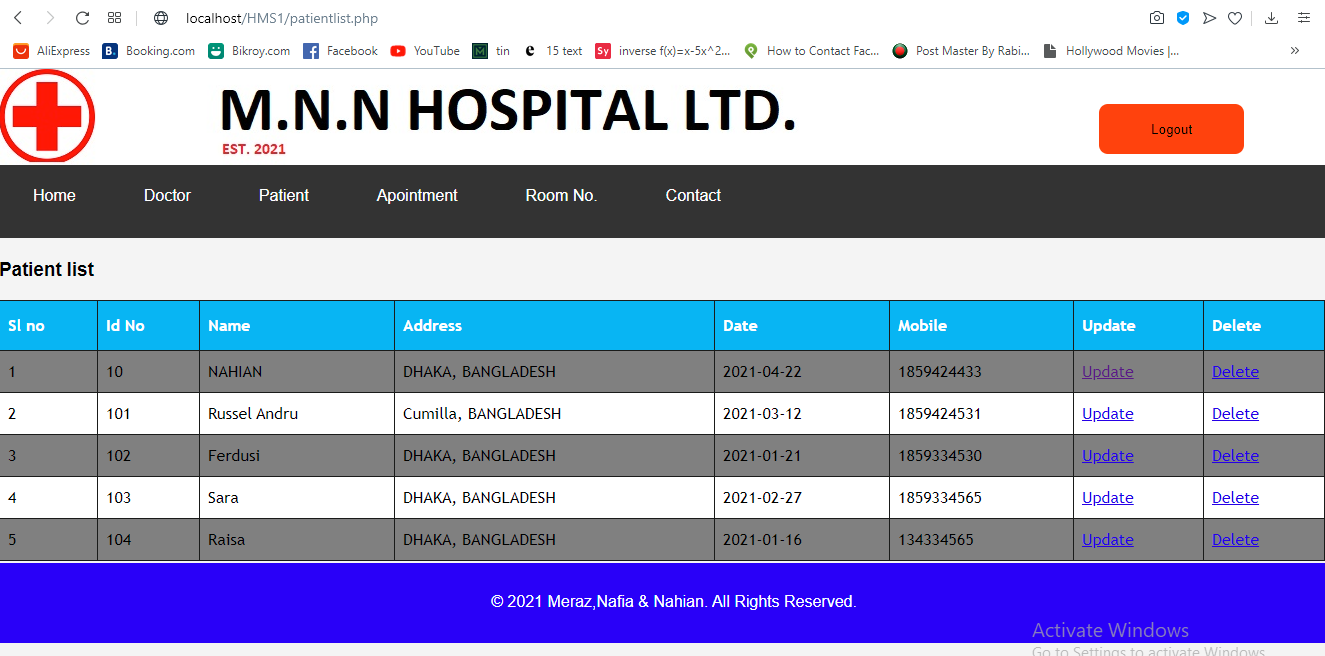 localhost/HMS1/patientlist.php
AliExpress B. Booking.com Bikroy.com Facebook YouTube M tin e 15 text Sy inverse f(x)=x-5x^2... How to Contact Fac... Post Master By Rabi... Hollywood Movies |... »
M.N.N HOSPITAL LTD.
EST. 2021
Logout
Home Doctor Patient Apointment Room No. Contact
Patient list
Sl no Id No Name Address Date Mobile Update Delete
1 10 NAHIAN DHAKA, BANGLADESH 2021-04-22 1859424433 Update Delete
2 101 Russel Andru Cumilla, BANGLADESH 2021-03-12 1859424531 Update Delete
3 102 Ferdusi DHAKA, BANGLADESH 2021-01-21 1859334530 Update Delete
4 103 Sara DHAKA, BANGLADESH 2021-02-27 1859334565 Update Delete
5 104 Raisa DHAKA, BANGLADESH 2021-01-16 134334565 Update Delete
© 2021 Meraz,Nafia & Nahian. All Rights Reserved.
Activate Windows
Go to Settings to activate Windows.